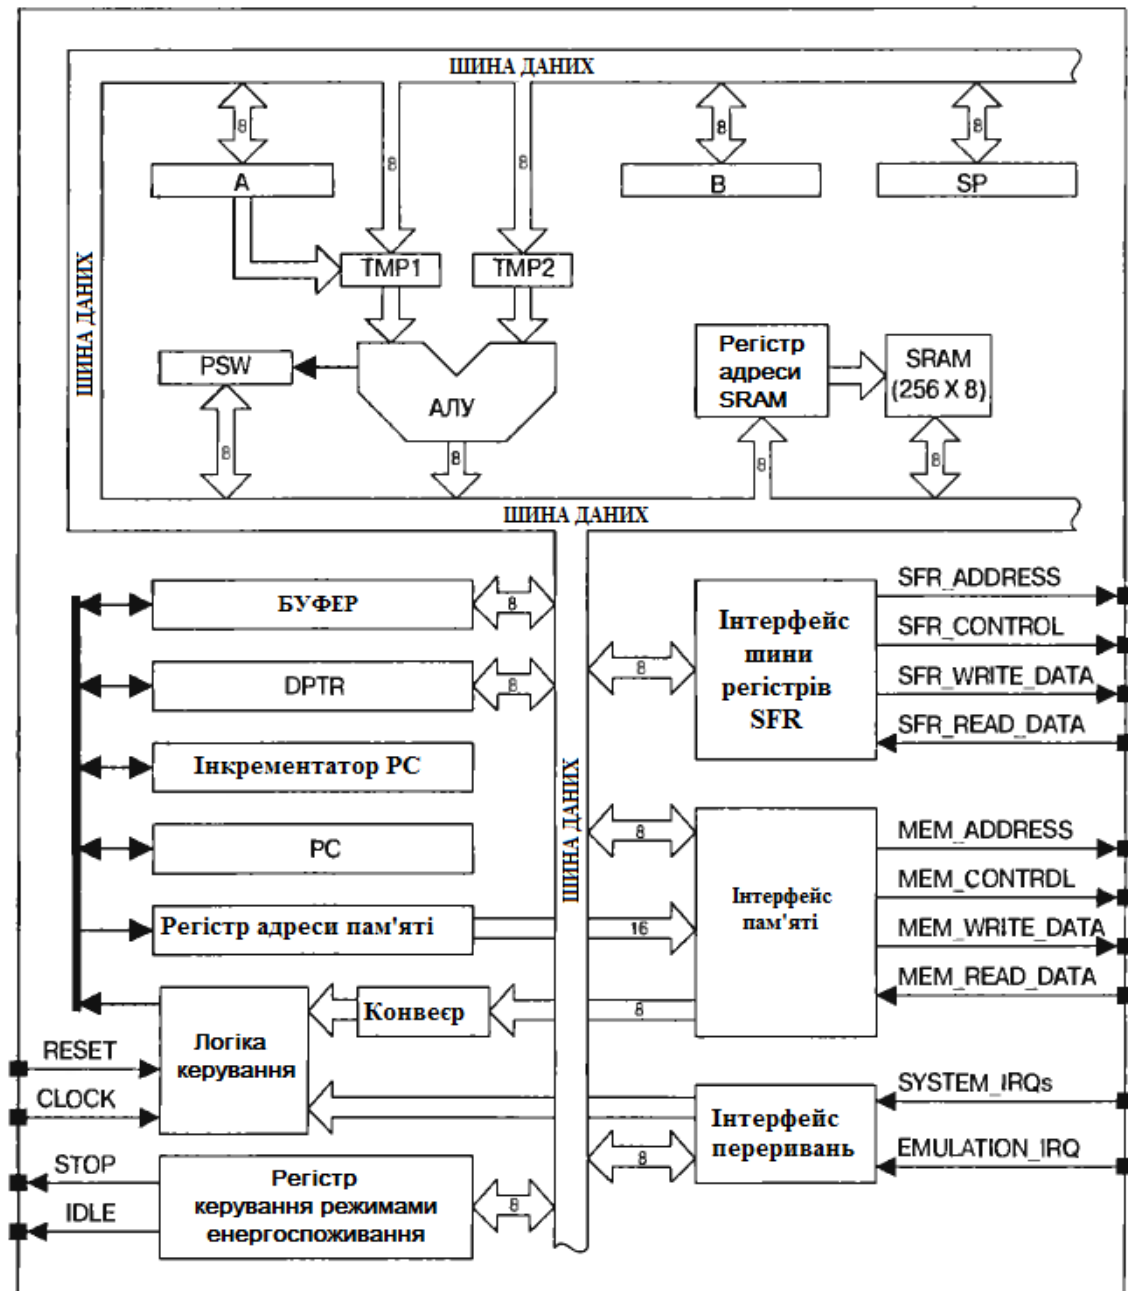 ШИНА ДАНИХ
8
8
8
8
8
A
B
SP
ШИНА ДАНИХ
TMP1
TMP2
PSW
АЛУ
Регістр
адреси
SRAM
SRAM
(256 X 8)
8
8
8
8
ШИНА ДАНИХ
БУФЕР
8
DPTR
8
Інкрементатор PC
PC
Регістр адреси пам'яті
16
ШИНА ДАНИХ
8
Інтерфейс
шини
регістрів
SFR
SFR_ADDRESS
SFR_CONTROL
SFR_WRITE_DATA
SFR_READ_DATA
8
Інтерфейс
пам'яті
MEM_ADDRESS
MEM_CONTRDL
MEM_WRITE_DATA
MEM_READ_DATA
Конвеєр
8
Логіка
керування
RESET
CLOCK
STOP
IDLE
Регістр
керування режимами
енергоспоживання
8
8
Інтерфейс
переривань
SYSTEM_IRQs
EMULATION_IRQ